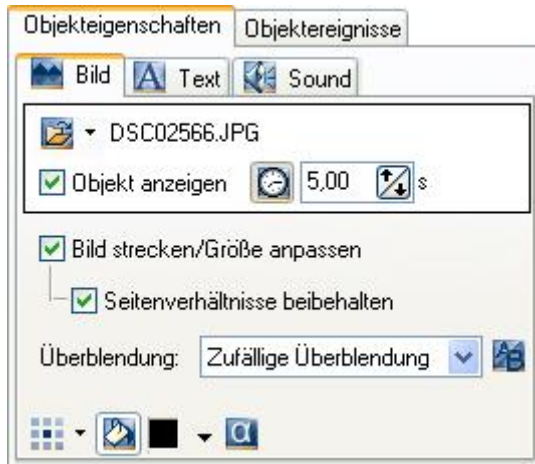 Objekteigenschaften Objektereignisse
Bild A Text Sound
DSC02566.JPG
Objekt anzeigen 5,00 s
Bild strecken/Größe anpassen
Seitenverhältnisse beibehalten
Überblendung: Zufällige Überblendung AB
α